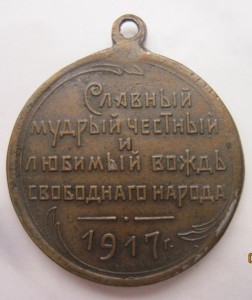 Славный
мудрый честный
и
любимый вождь
свободнаго народа
1917 г.